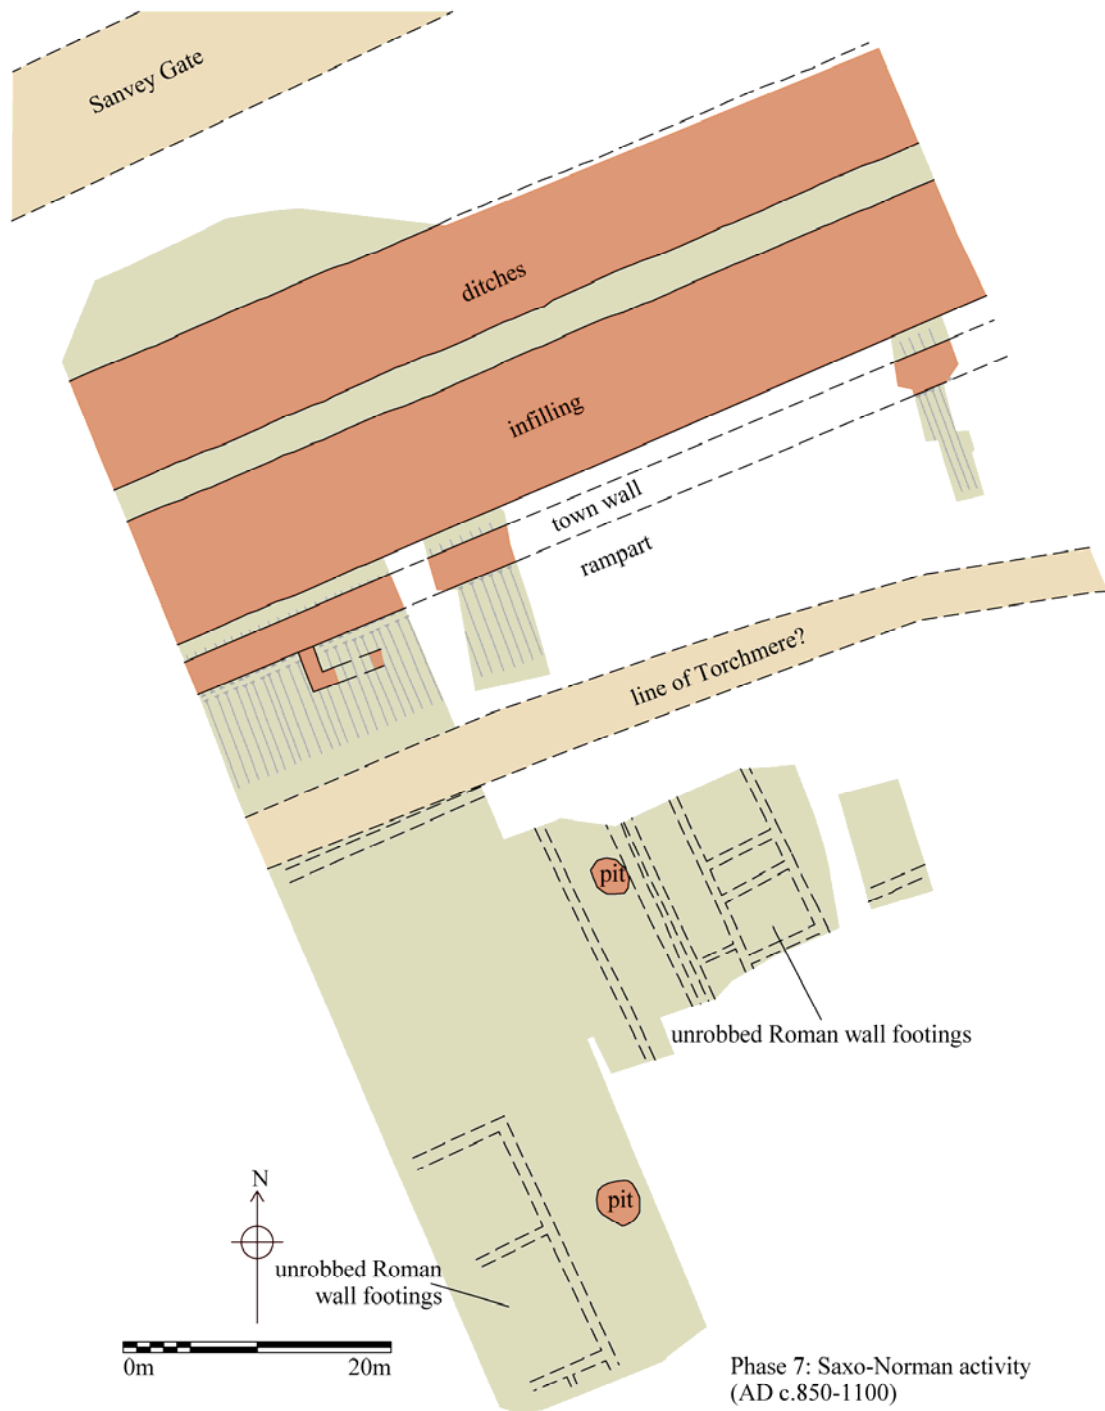 Sanvey Gate
ditches
infilling
town wall
rampart
line of Torchmere?
pit
unrobbed Roman wall footings
pit
N
unrobbed Roman
wall footings
0m 20m
Phase 7: Saxo-Norman activity
(AD c.850-1100)